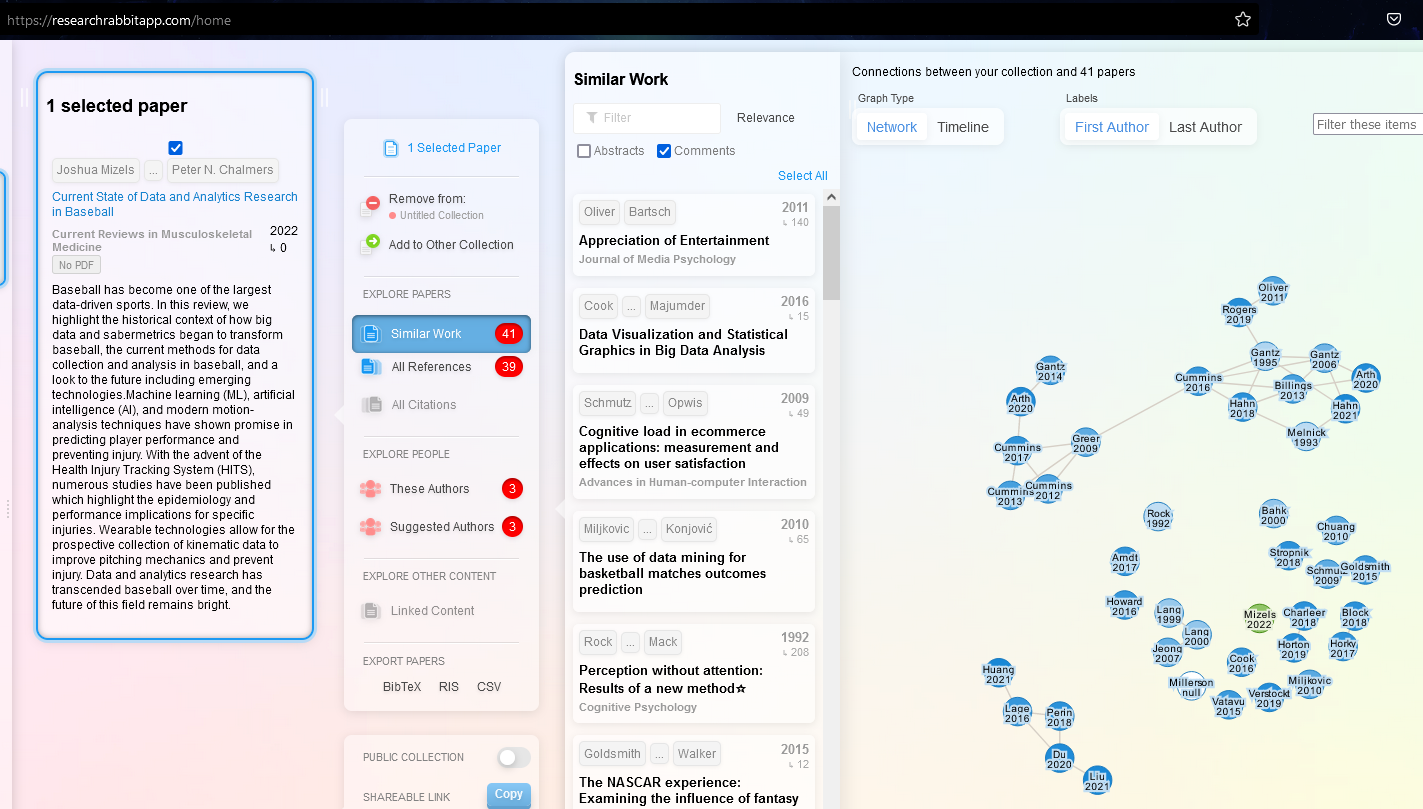 https://researchrabbitapp.com/home
1 selected paper
Joshua Mizels ... Peter N. Chalmers
Current State of Data and Analytics Research
in Baseball
Current Reviews in Musculoskeletal
Medicine
2022
↳ 0
No PDF
Baseball has become one of the largest
data-driven sports. In this review, we
highlight the historical context of how big
data and sabermetrics began to transform
baseball, the current methods for data
collection and analysis in baseball, and a
look to the future including emerging
technologies.Machine learning (ML), artificial
intelligence (AI), and modern motion-
analysis techniques have shown promise in
predicting player performance and
preventing injury. With the advent of the
Health Injury Tracking System (HITS),
numerous studies have been published
which highlight the epidemiology and
performance implications for specific
injuries. Wearable technologies allow for the
prospective collection of kinematic data to
improve pitching mechanics and prevent
injury. Data and analytics research has
transcended baseball over time, and the
future of this field remains bright.
1 Selected Paper
Remove from:
Untitled Collection
Add to Other Collection
EXPLORE PAPERS
Similar Work 41
All References 39
All Citations
EXPLORE PEOPLE
These Authors 3
Suggested Authors 3
EXPLORE OTHER CONTENT
Linked Content
EXPORT PAPERS
BibTeX RIS CSV
PUBLIC COLLECTION
SHAREABLE LINK Copy
Similar Work
Filter Relevance
Abstracts Comments
Select All
Oliver Bartsch 2011
↳ 140
Appreciation of Entertainment
Journal of Media Psychology
Cook ... Majumder 2016
↳ 15
Data Visualization and Statistical
Graphics in Big Data Analysis
Schmutz ... Opwis 2009
↳ 49
Cognitive load in ecommerce
applications: measurement and
effects on user satisfaction
Advances in Human-computer Interaction
Miljkovic ... Konjović 2010
↳ 65
The use of data mining for
basketball matches outcomes
prediction
Rock ... Mack 1992
↳ 208
Perception without attention:
Results of a new method☆
Cognitive Psychology
Goldsmith ... Walker 2015
↳ 12
The NASCAR experience:
Examining the influence of fantasy
Connections between your collection and 41 papers
Graph Type
Network Timeline
Labels
First Author Last Author
Filter these items
Oliver
2011
Rogers
2019
Gantz
1995
Gantz
2006
Gantz
2014
Cummins
2016
Billings
2013
Arth
2020
Arth
2020
Hahn
2018
Hahn
2021
Melnick
1993
Greer
2009
Cummins
2017
Cummins
2013
Cummins
2012
Rock
1992
Bahk
2000
Chuang
2010
Arndt
2017
Stropnik
2018
Schmutz
2009
Goldsmith
2015
Howard
2016
Lang
1999
Lang
2000
Mizels
2022
Charleer
2018
Block
2018
Jeong
2007
Cook
2016
Horton
2019
Horky
2017
Huang
2021
Millerson
null
Miljkovic
2010
Vatavu
2015
Verstockt
2019
Lage
2016
Perin
2018
Du
2020
Liu
2021